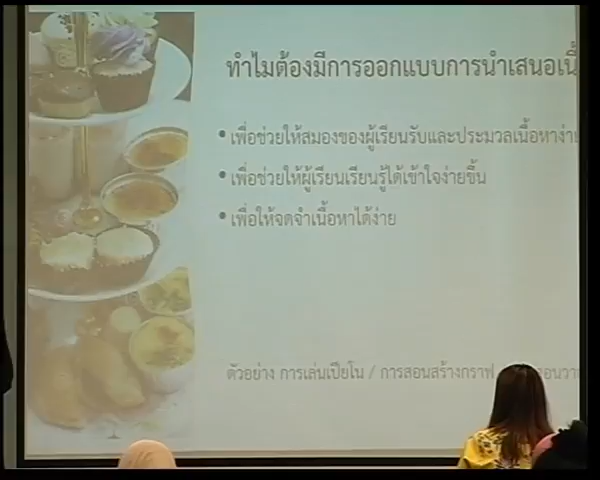 ทำไมต้องมีการออกแบบการนำเสนอเนื้
• เพื่อช่วยให้สมองของผู้เรียนรับและประมวลเนื้อหาง่าย
• เพื่อช่วยให้ผู้เรียนเรียนรู้ได้เข้าใจง่ายขึ้น
• เพื่อให้จดจำเนื้อหาได้ง่าย
ตัวอย่าง การเล่นเปียโน / การสอนสร้างกราฟ